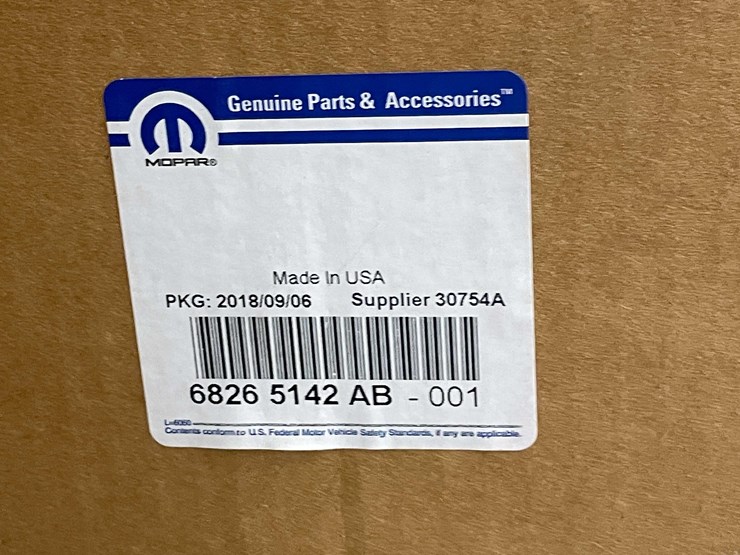 Genuine Parts & Accessories™
MOPAR®
Made In USA
PKG: 2018/09/06 Supplier 30754A
6826 5142 AB - 001
L-6060
Contents conform to U.S. Federal Motor Vehicle Safety Standards, if any are applicable.